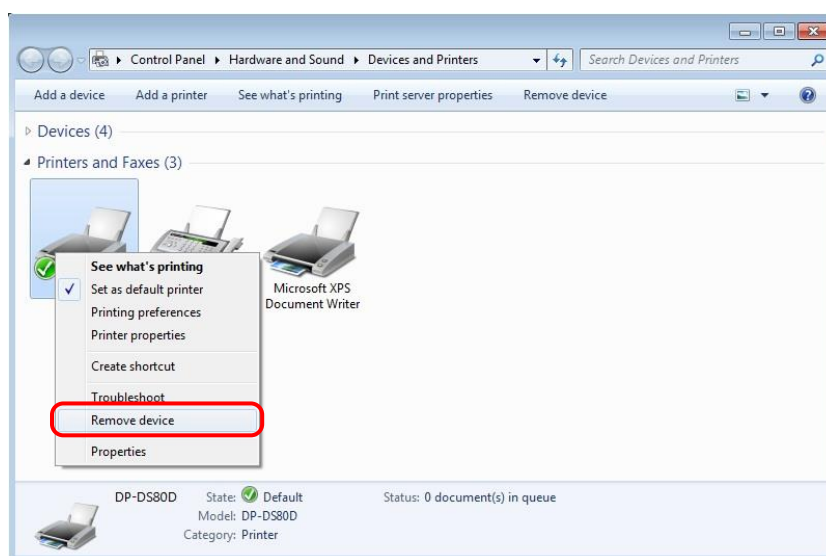 Control Panel Hardware and Sound Devices and Printers Search Devices and Printers
Add a device Add a printer See what's printing Print server properties Remove device
Devices (4)
Printers and Faxes (3)
See what's printing
Set as default printer
Printing preferences
Printer properties
Create shortcut
Troubleshoot
Remove device
Properties
Microsoft XPS
Document Writer
DP-DS80D State: Default Status: 0 document(s) in queue
Model: DP-DS80D
Category: Printer